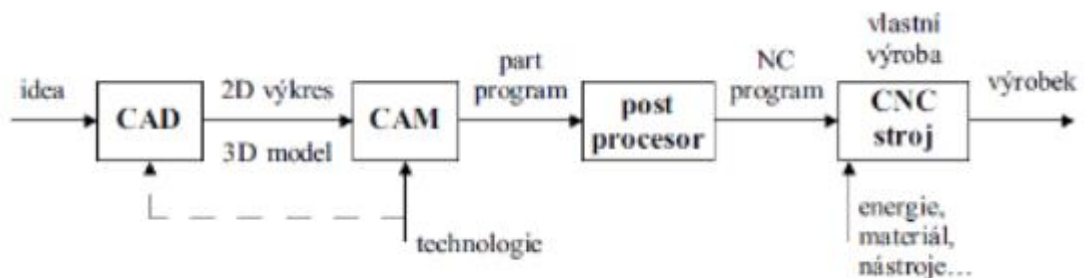 idea
CAD
2D výkres
3D model
CAM
part
program
post
procesor
NC
program
vlastní
výroba
CNC
stroj
výrobek
technologie
energie,
materiál,
nástroje...